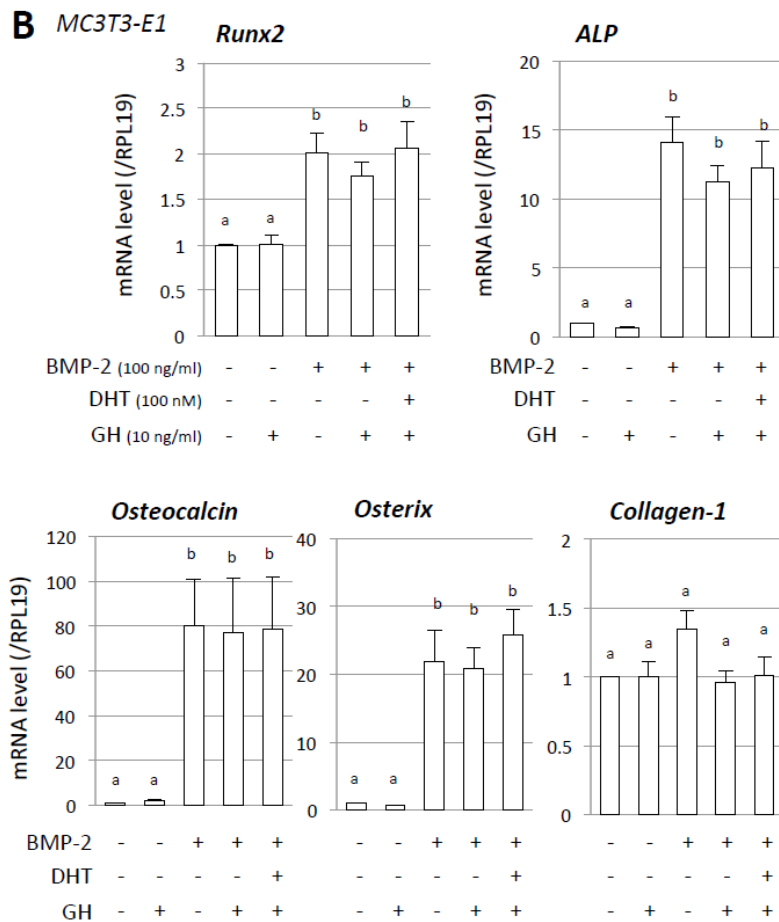 B MC3T3-E1
Runx2
mRNA level (/RPL19)
3
2.5
2
1.5
1
0.5
0
a a b b b
BMP-2 (100 ng/ml) - - + + +
DHT (100 nM) - - - - +
GH (10 ng/ml) - + - + +
ALP
mRNA level (/RPL19)
20
15
10
5
0
a a b b b
BMP-2 - - + + +
DHT - - - - +
GH - + - + +
Osteocalcin
mRNA level (/RPL19)
120
100
80
60
40
20
0
a a b b b
BMP-2 - - + + +
DHT - - - - +
GH - + - + +
Osterix
40
30
20
10
0
a a b b b
- - + + +
- - - - +
- + - + +
Collagen-1
2
1.5
1
0.5
0
a a a a a
- - + + +
- - - - +
- + - + +